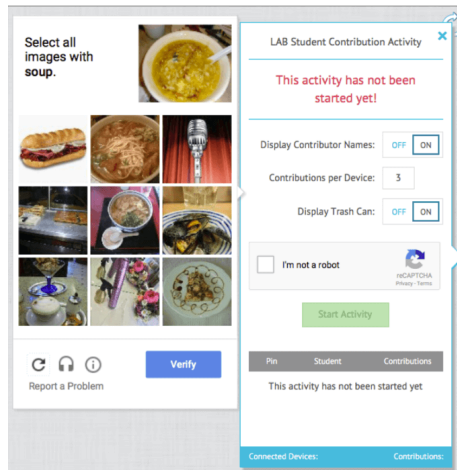 Select all
images with
soup.
Verify
Report a Problem
LAB Student Contribution Activity
This activity has not been
started yet!
Display Contributor Names: OFF ON
Contributions per Device: 3
Display Trash Can: OFF ON
I'm not a robot
reCAPTCHA
Privacy - Terms
Start Activity
Pin Student Contributions
This activity has not been started yet
Connected Devices: Contributions: